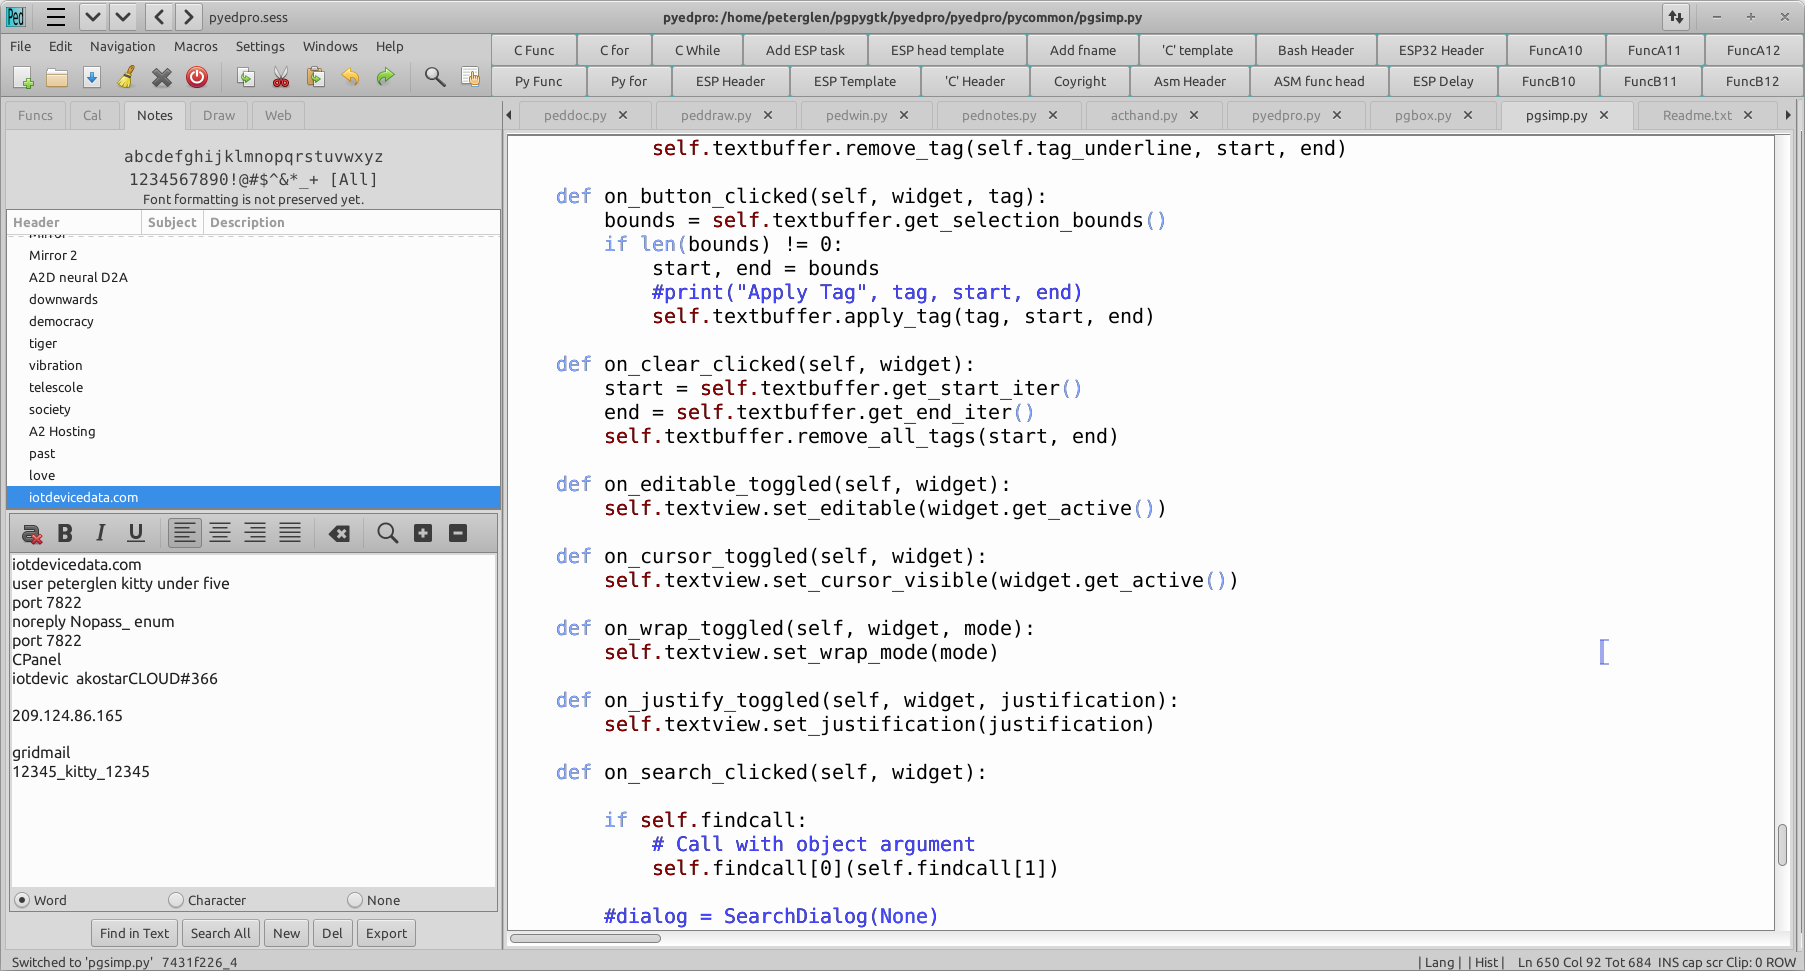 Ped
pyedpro.sess
pyedpro: /home/peterglen/pgpygtk/pyedpro/pyedpro/pycommon/pgsimp.py
File Edit Navigation Macros Settings Windows Help
C Func C for C While Add ESP task ESP head template Add fname 'C' template Bash Header ESP32 Header FuncA10 FuncA11 FuncA12
Py Func Py for ESP Header ESP Template 'C' Header Coyright Asm Header ASM func head ESP Delay FuncB10 FuncB11 FuncB12
Funcs Cal Notes Draw Web
peddoc.py peddraw.py pedwin.py pednotes.py acthand.py pyedpro.py pgbox.py pgsimp.py Readme.txt
abcdefghijklmnopqrstuvwxyz
1234567890!@#$^&*_+ [All]
Font formatting is not preserved yet.
Header Subject Description
Mirror
Mirror 2
A2D neural D2A
downwards
democracy
tiger
vibration
telescole
society
A2 Hosting
past
love
iotdevicedata.com
iotdevicedata.com
user peterglen kitty under five
port 7822
noreply Nopass_ enum
port 7822
CPanel
iotdevic akostarCLOUD#366
209.124.86.165
gridmail
12345_kitty_12345
Word Character None
Find in Text Search All New Del Export
self.textbuffer.remove_tag(self.tag_underline, start, end)
def on_button_clicked(self, widget, tag):
bounds = self.textbuffer.get_selection_bounds()
if len(bounds) != 0:
start, end = bounds
#print("Apply Tag", tag, start, end)
self.textbuffer.apply_tag(tag, start, end)
def on_clear_clicked(self, widget):
start = self.textbuffer.get_start_iter()
end = self.textbuffer.get_end_iter()
self.textbuffer.remove_all_tags(start, end)
def on_editable_toggled(self, widget):
self.textview.set_editable(widget.get_active())
def on_cursor_toggled(self, widget):
self.textview.set_cursor_visible(widget.get_active())
def on_wrap_toggled(self, widget, mode):
self.textview.set_wrap_mode(mode)
[
def on_justify_toggled(self, widget, justification):
self.textview.set_justification(justification)
def on_search_clicked(self, widget):
if self.findcall:
# Call with object argument
self.findcall[0](self.findcall[1])
#dialog = SearchDialog(None)
Switched to 'pgsimp.py' 7431f226_4
| Lang | | Hist | Ln 650 Col 92 Tot 684 INS cap scr Clip: 0 ROW